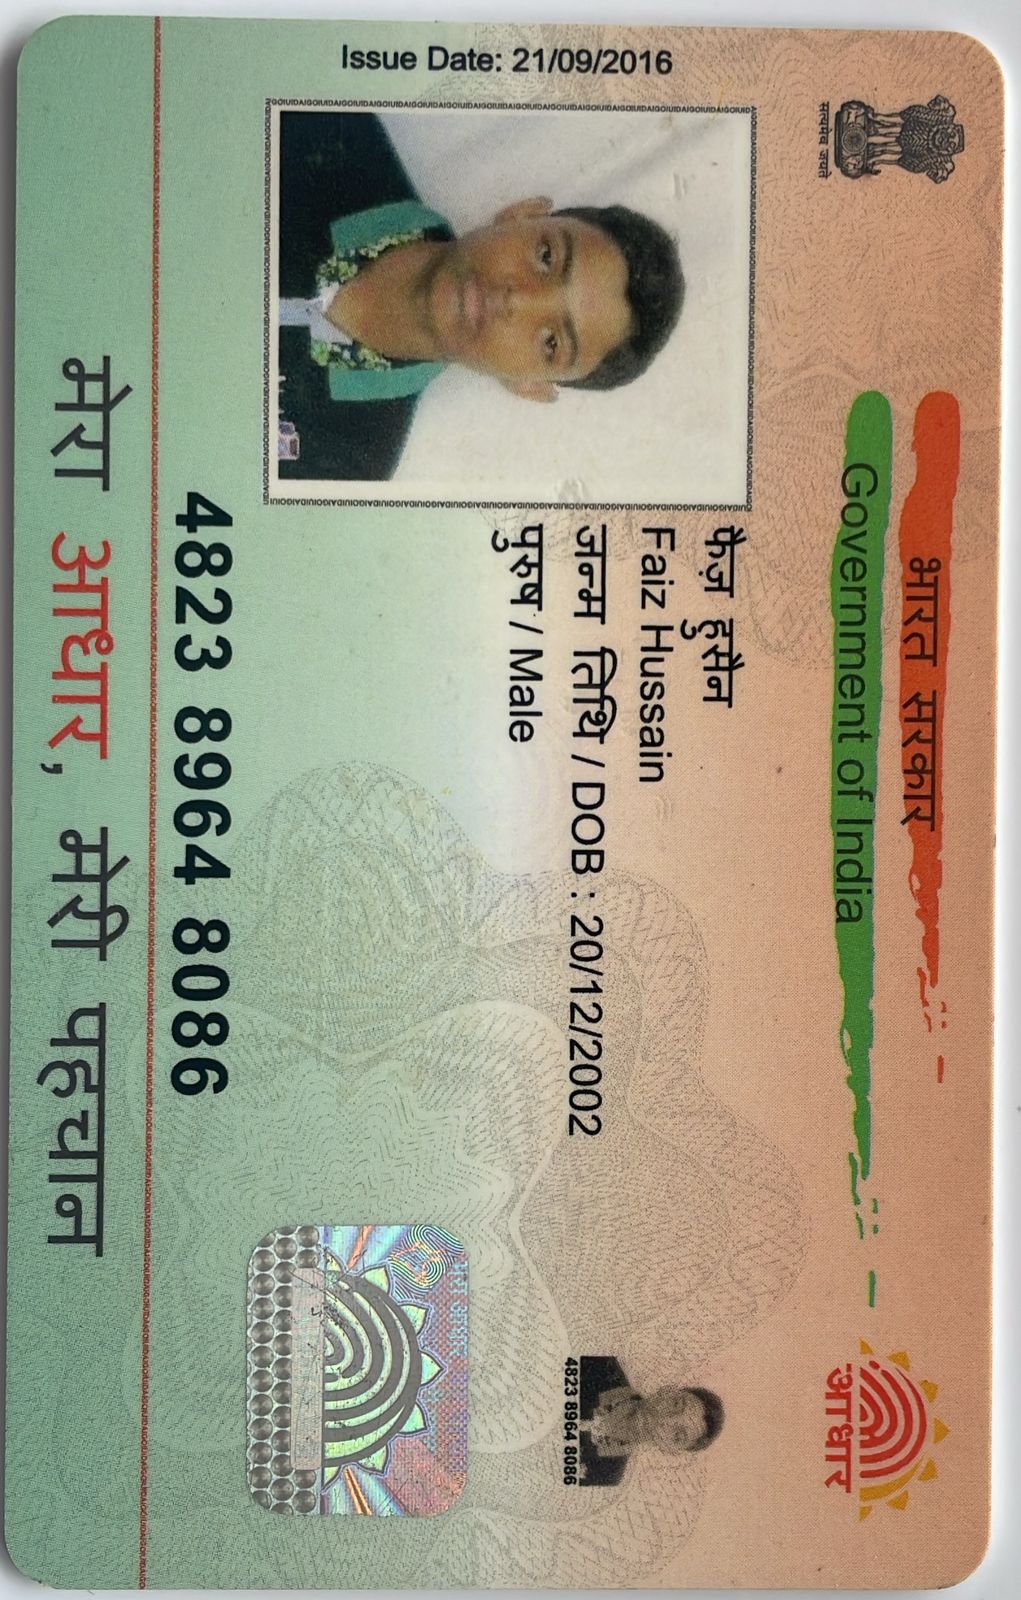 भारत सरकार
Government of India
सत्यमेव जयते
आधार
Issue Date: 21/09/2016
फैज़ हुसैन
Faiz Hussain
जन्म तिथि / DOB : 20/12/2002
पुरुष / Male
4823 8964 8086
4823 8964 8086
मेरा आधार, मेरी पहचान